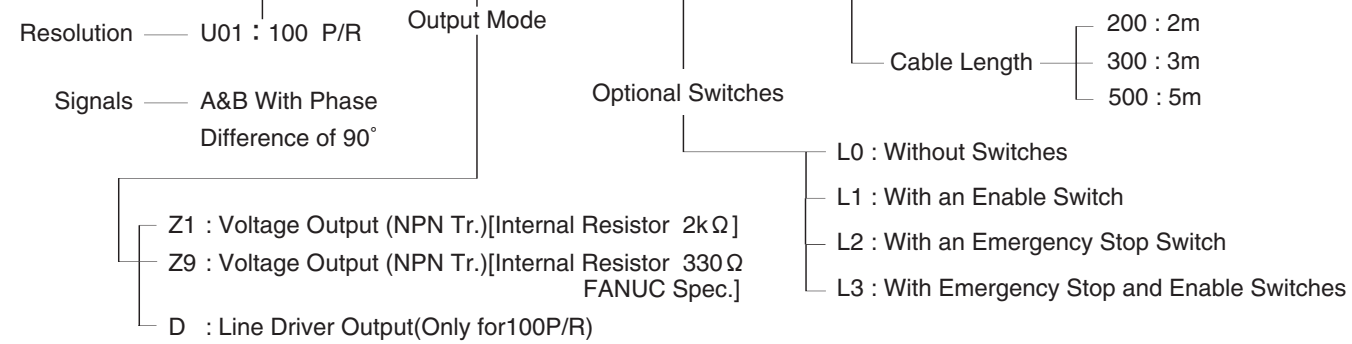 Resolution
U01 : 100 P/R
Signals
A&B With Phase
Difference of 90˚
Output Mode
Z1 : Voltage Output (NPN Tr.)[Internal Resistor 2kΩ]
Z9 : Voltage Output (NPN Tr.)[Internal Resistor 330Ω
FANUC Spec.]
D : Line Driver Output(Only for100P/R)
Optional Switches
L0 : Without Switches
L1 : With an Enable Switch
L2 : With an Emergency Stop Switch
L3 : With Emergency Stop and Enable Switches
Cable Length
200 : 2m
300 : 3m
500 : 5m